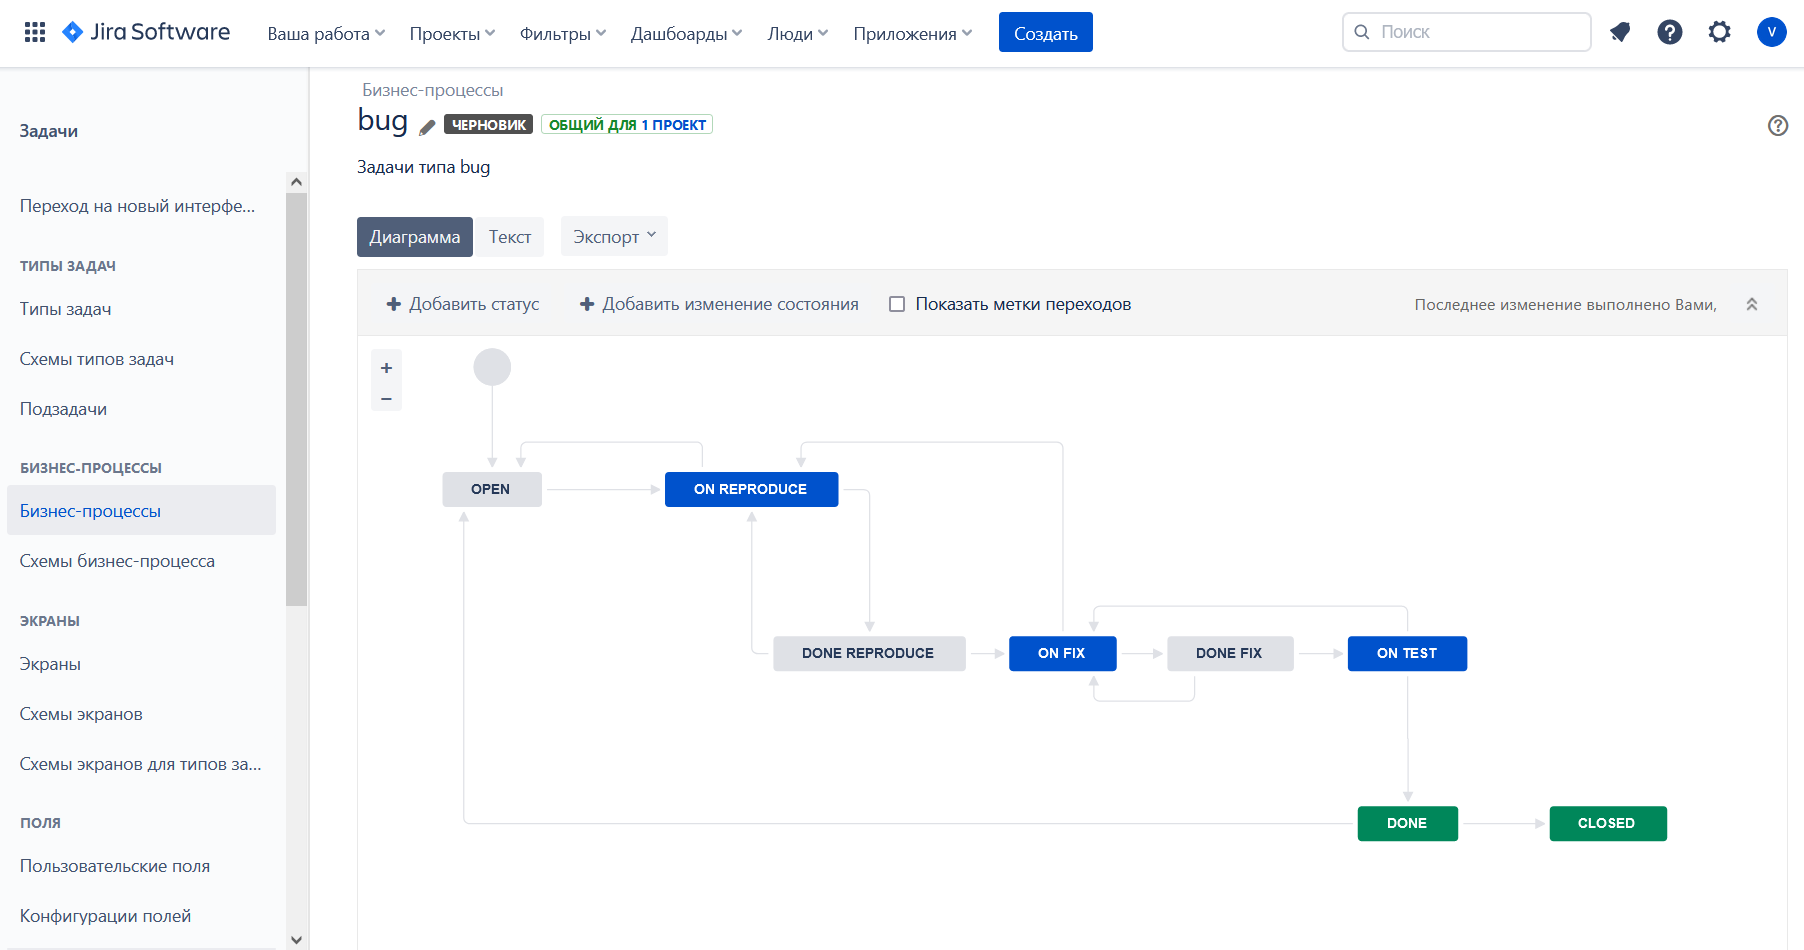 Jira Software
Ваша работа
Проекты
Фильтры
Дашборды
Люди
Приложения
Создать
Поиск
V
Задачи
Переход на новый интерфе...
ТИПЫ ЗАДАЧ
Типы задач
Схемы типов задач
Подзадачи
БИЗНЕС-ПРОЦЕССЫ
Бизнес-процессы
Схемы бизнес-процесса
ЭКРАНЫ
Экраны
Схемы экранов
Схемы экранов для типов за...
ПОЛЯ
Пользовательские поля
Конфигурации полей
Бизнес-процессы
bug ЧЕРНОВИК ОБЩИЙ ДЛЯ 1 ПРОЕКТ
Задачи типа bug
Диаграмма Текст Экспорт
+ Добавить статус + Добавить изменение состояния Показать метки переходов Последнее изменение выполнено Вами,
+
−
OPEN
ON REPRODUCE
DONE REPRODUCE
ON FIX
DONE FIX
ON TEST
DONE
CLOSED